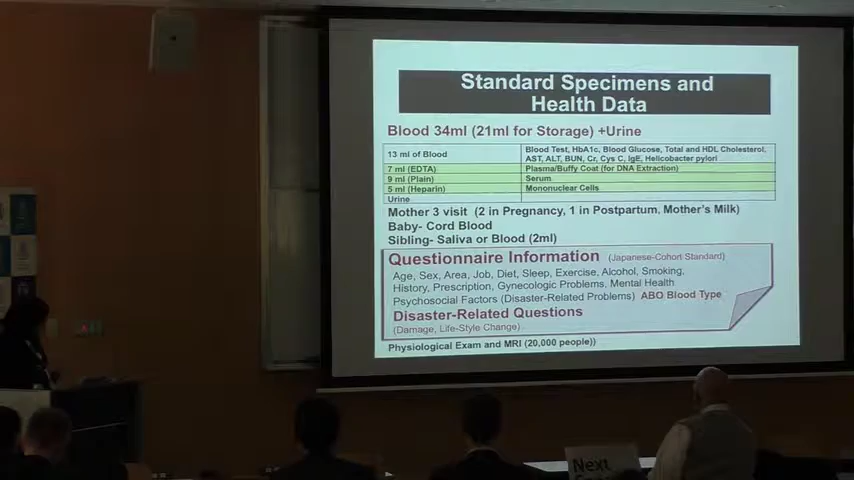 Standard Specimens and
Health Data
Blood 34ml (21ml for Storage) +Urine
13 ml of Blood
Blood Test, HbA1c, Blood Glucose, Total and HDL Cholesterol,
AST, ALT, BUN, Cr, Cys C, IgE, Helicobacter pylori
7 ml (EDTA)
Plasma/Buffy Coat (for DNA Extraction)
9 ml (Plain)
Serum
5 ml (Heparin)
Mononuclear Cells
Urine
Mother 3 visit (2 in Pregnancy, 1 in Postpartum, Mother's Milk)
Baby- Cord Blood
Sibling- Saliva or Blood (2ml)
Questionnaire Information (Japanese-Cohort Standard)
Age, Sex, Area, Job, Diet, Sleep, Exercise, Alcohol, Smoking,
History, Prescription, Gynecologic Problems, Mental Health
Psychosocial Factors (Disaster-Related Problems) ABO Blood Type
Disaster-Related Questions
(Damage, Life-Style Change)
Physiological Exam and MRI (20,000 people))
Next